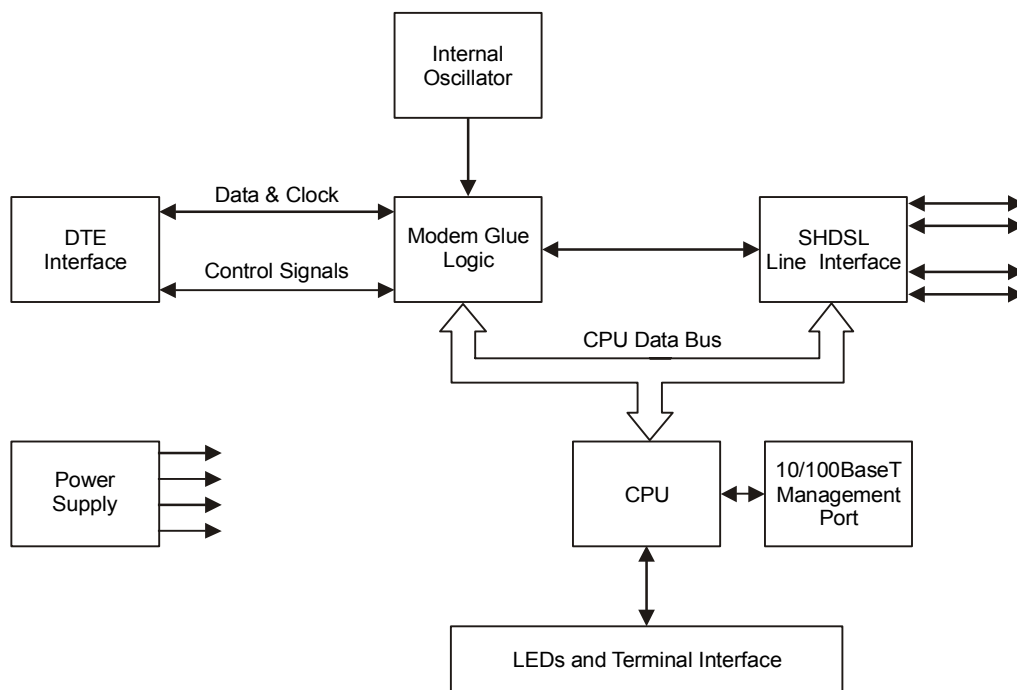 Internal
Oscillator
Data & Clock
DTE
Interface
Control Signals
Modem Glue
Logic
SHDSL
Line Interface
CPU Data Bus
Power
Supply
CPU
10/100BaseT
Management
Port
LEDs and Terminal Interface